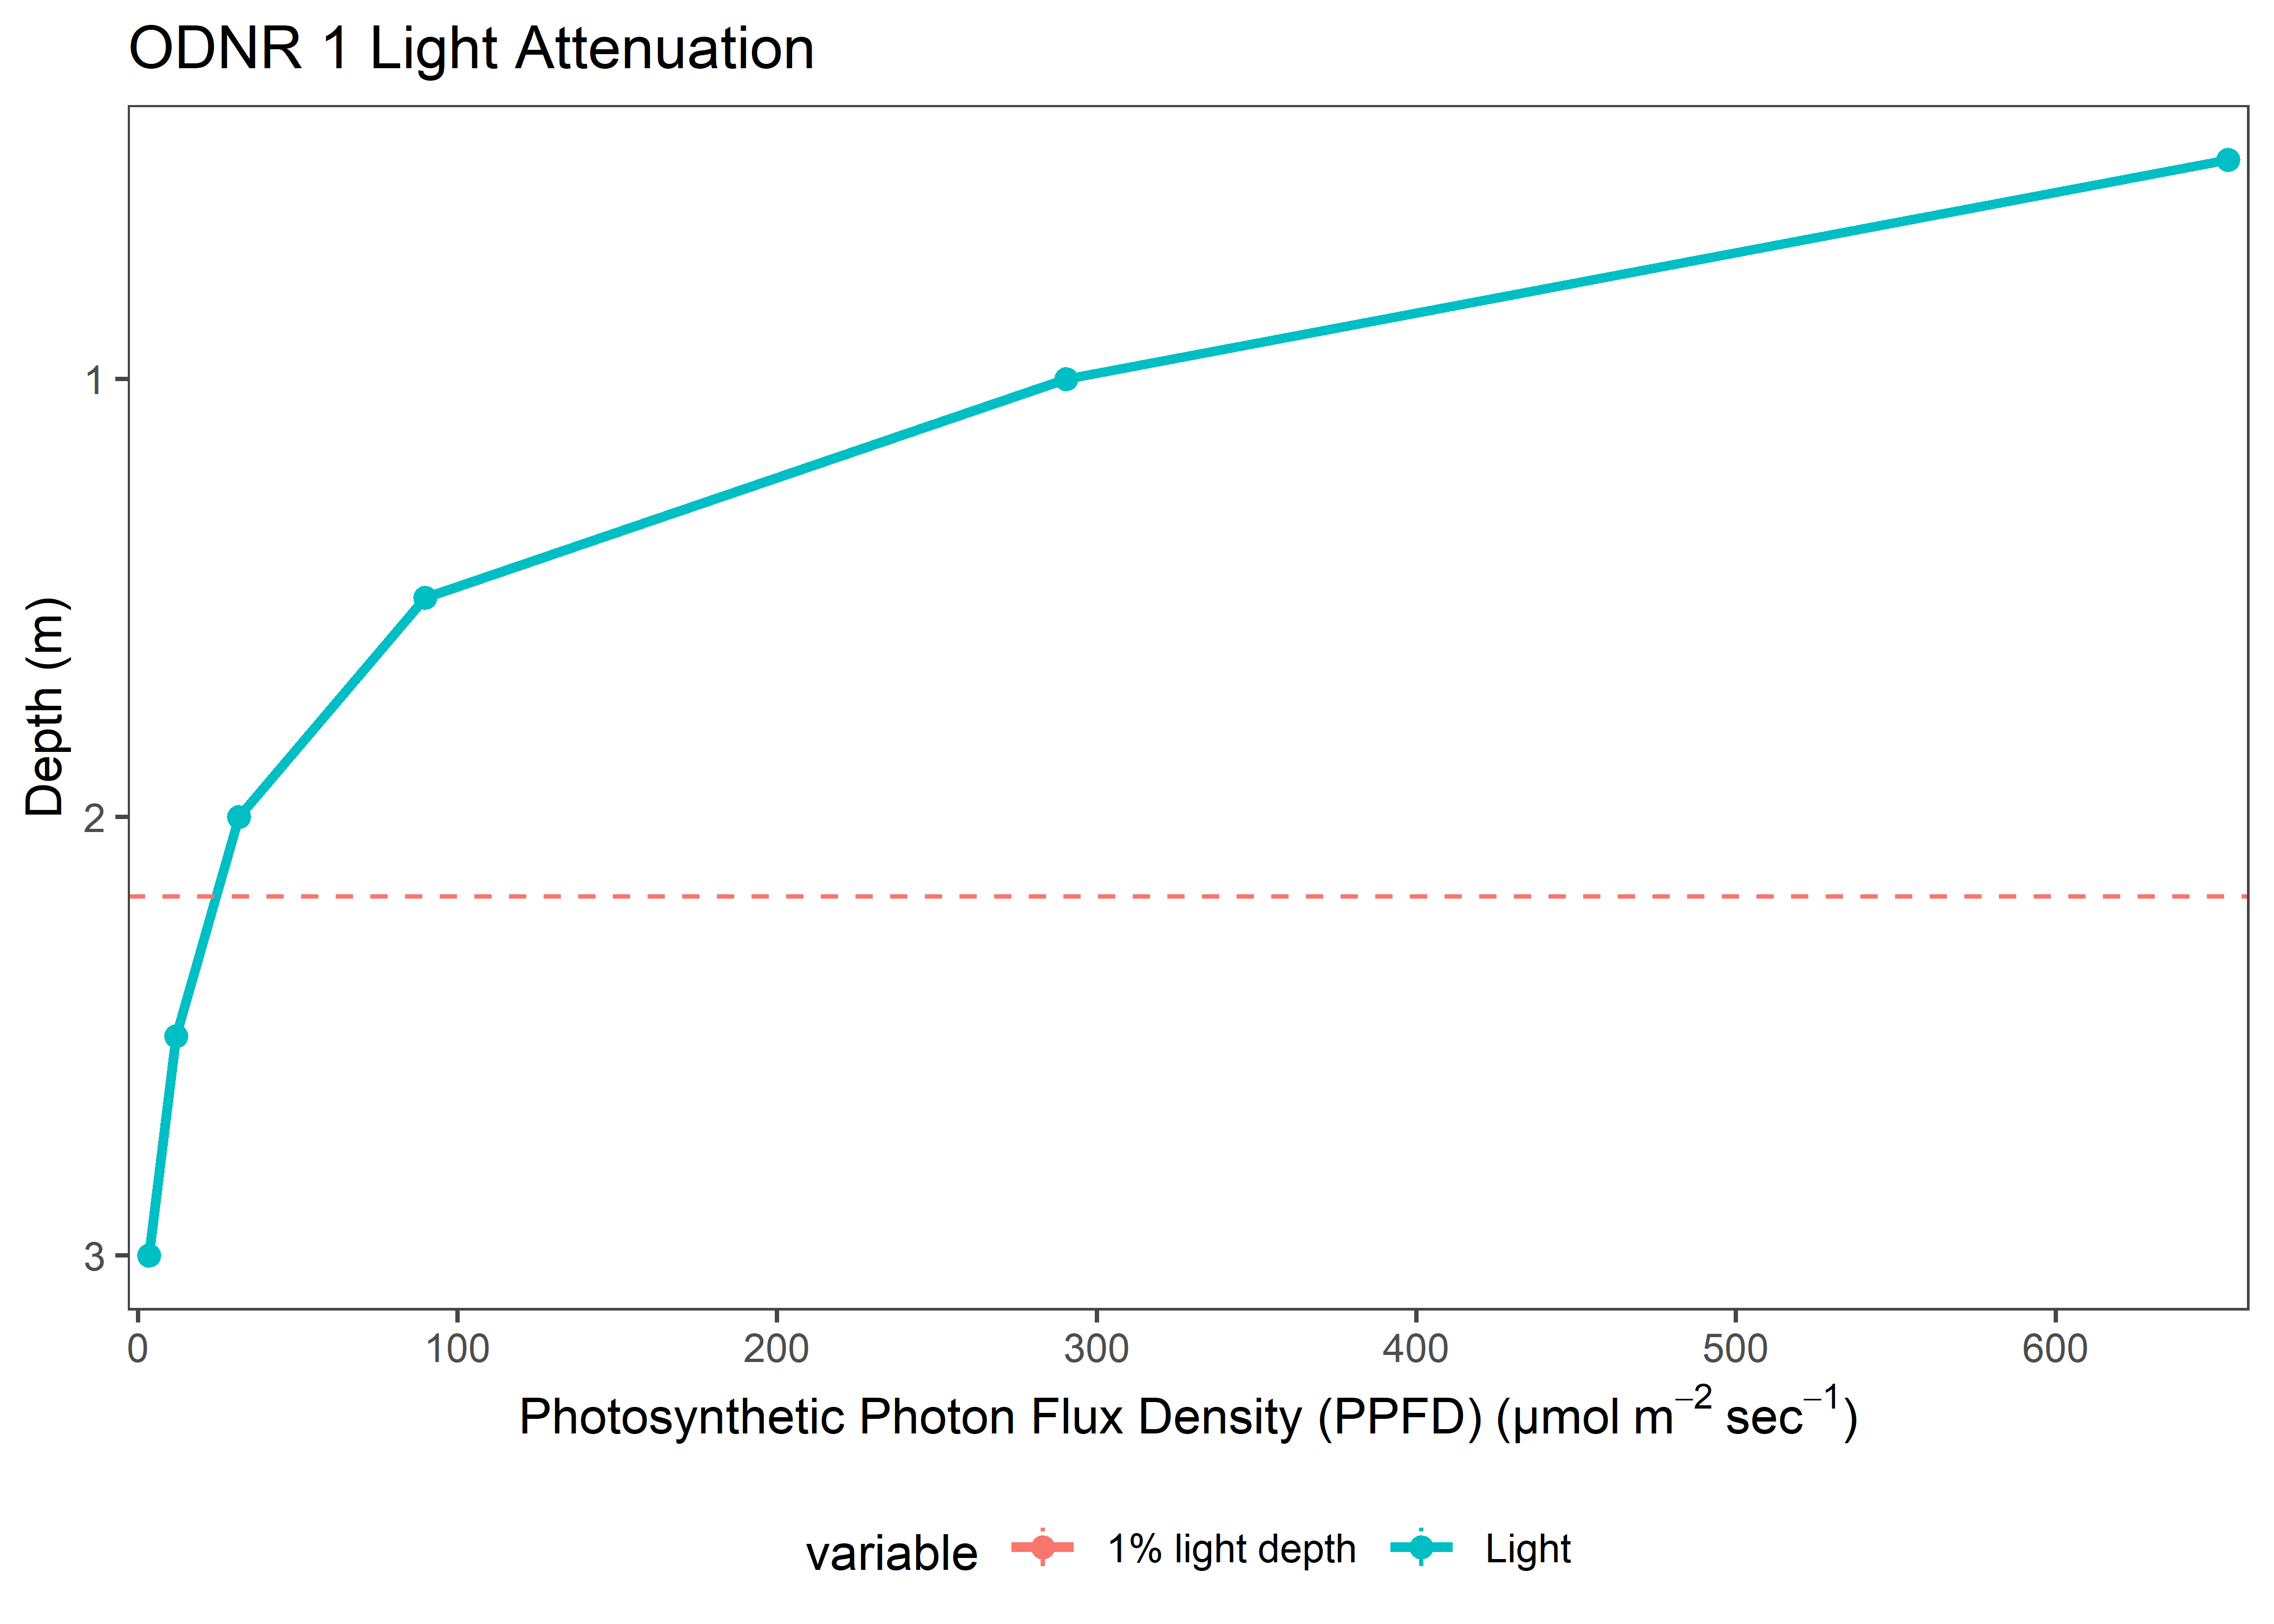 ODNR 1 Light Attenuation
Depth (m)
1
2
3
0 100 200 300 400 500 600
Photosynthetic Photon Flux Density (PPFD) (µmol m⁻² sec⁻¹)
variable 1% light depth Light